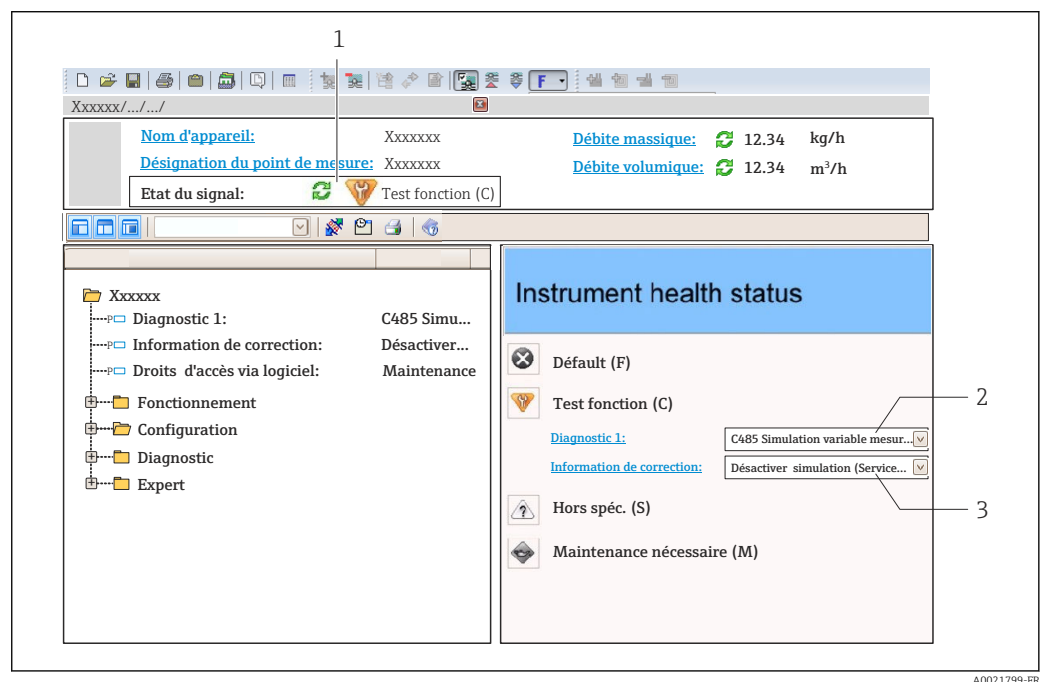 1
F
Xxxxxx/.../.../
Nom d'appareil: Xxxxxxx Débite massique: 12.34 kg/h
Désignation du point de mesure: Xxxxxxx Débite volumique: 12.34 m³/h
Etat du signal: Test fonction (C)
Xxxxxx
Diagnostic 1: C485 Simu...
Information de correction: Désactiver...
Droits d'accès via logiciel: Maintenance
Fonctionnement
Configuration
Diagnostic
Expert
Instrument health status
Défault (F)
Test fonction (C)
2
Diagnostic 1: C485 Simulation variable mesur...
Information de correction: Désactiver simulation (Service...
Hors spéc. (S)
3
Maintenance nécessaire (M)
A0021799-FR